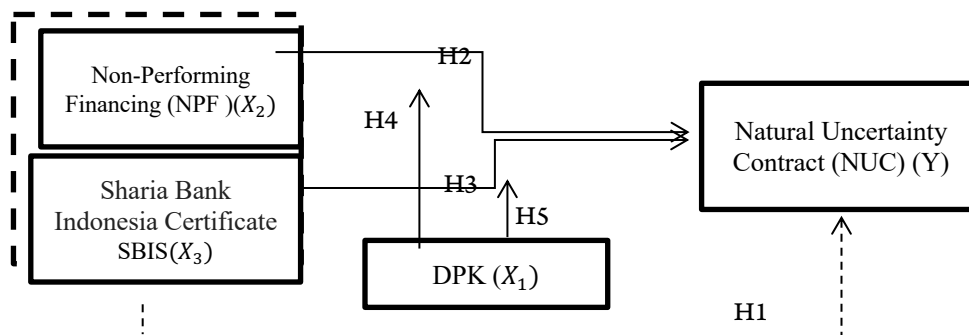 Non-Performing
Financing (NPF )(𝑋₂)
Sharia Bank
Indonesia Certificate
SBIS(𝑋₃)
H2
H4
H3
H5
DPK (𝑋₁)
Natural Uncertainty
Contract (NUC) (Y)
H1